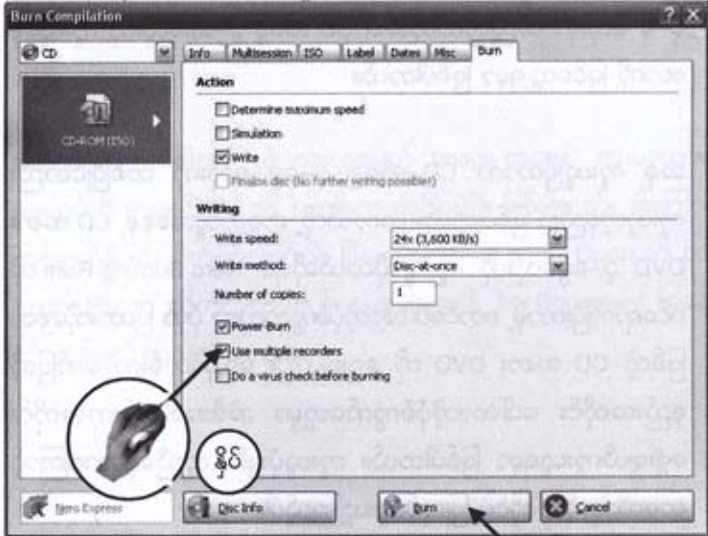 Burn Compilation
CD
Info Multisession ISO Label Dates Misc Burn
CD-ROM (ISO)
Action
Determine maximum speed
Simulation
Write
Finalize disc (No further writing possible!)
Writing
Write speed: 24x (3,600 KB/s)
Write method: Disc-at-once
Number of copies: 1
Power-Burn
Use multiple recorders
Do a virus check before burning
နှိပ်
Nero Express Disc Info Burn Cancel